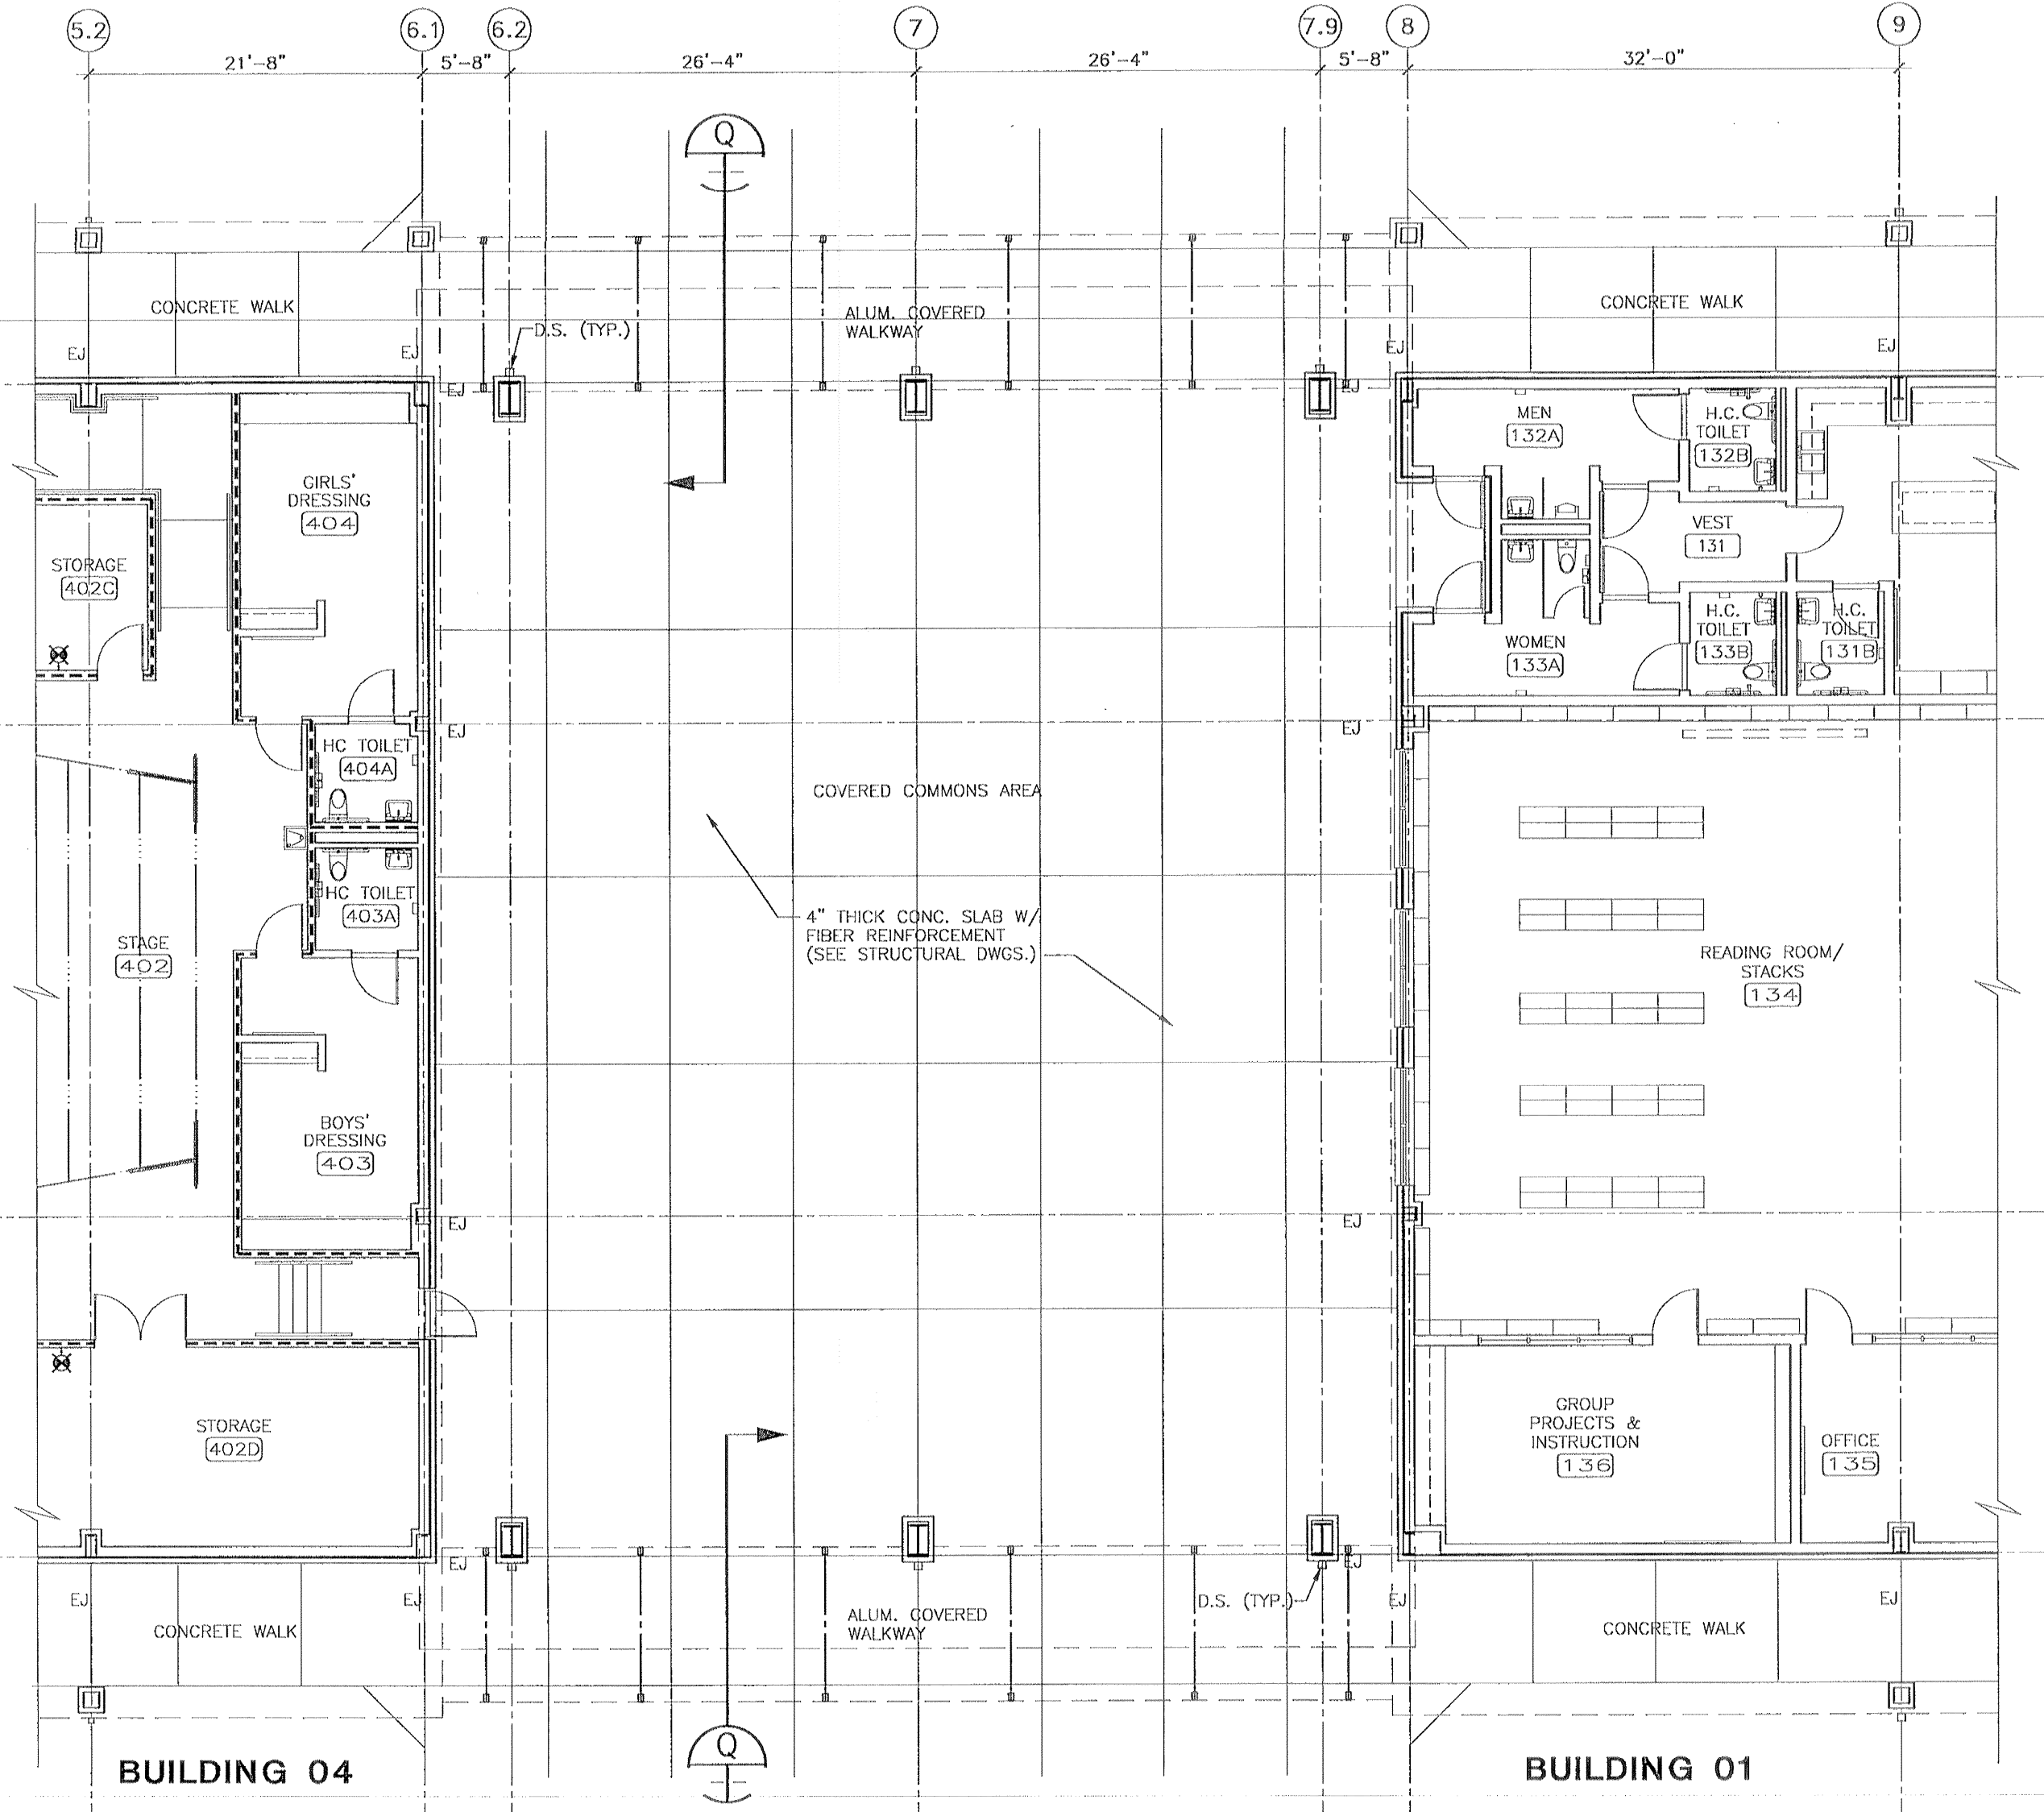 5.2 6.1 6.2 7 7.9 8 9
21'-8" 5'-8" 26'-4" 26'-4" 5'-8" 32'-0"
Q
CONCRETE WALK
ALUM. COVERED
WALKWAY
CONCRETE WALK
D.S. (TYP.)
EJ
EJ
EJ
EJ
EJ
EJ
GIRLS'
DRESSING
404
STORAGE
402C
MEN
132A
H.C.
TOILET
132B
VEST
131
WOMEN
133A
H.C.
TOILET
133B
H.C.
TOILET
131B
EJ
EJ
HC TOILET
404A
COVERED COMMONS AREA
HC TOILET
403A
4" THICK CONC. SLAB W/
FIBER REINFORCEMENT
(SEE STRUCTURAL DWGS.)
STAGE
402
READING ROOM/
STACKS
134
BOYS'
DRESSING
403
EJ
EJ
STORAGE
402D
GROUP
PROJECTS &
INSTRUCTION
136
OFFICE
135
EJ
EJ
EJ
EJ
EJ
EJ
D.S. (TYP.)
CONCRETE WALK
ALUM. COVERED
WALKWAY
CONCRETE WALK
Q
BUILDING 04
BUILDING 01